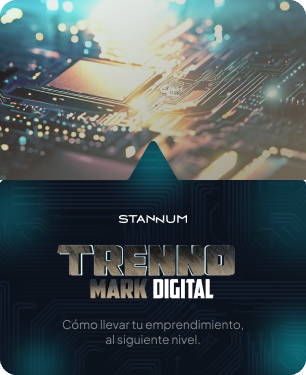 STANNUM
TRENNO
MARK DIGITAL
Cómo llevar tu emprendimiento,
al siguiente nivel.